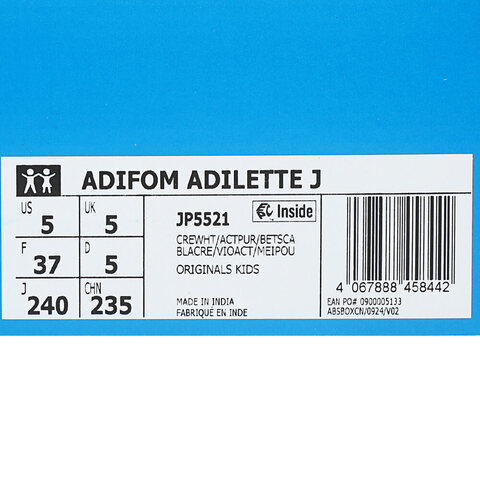 ADIFOM ADILETTE J
US 5 UK 5
F 37 D 5
J 240 CHN 235
JP5521 Inside
CREWHT/ACTPUR/BETSCA
BLACRE/VIOACT/MEIPOU
ORIGINALS KIDS
MADE IN INDIA
FABRIQUÉ EN INDE
4 067888 458442
EAN PO# 0900005133
ABSBOXCN/0924/V02